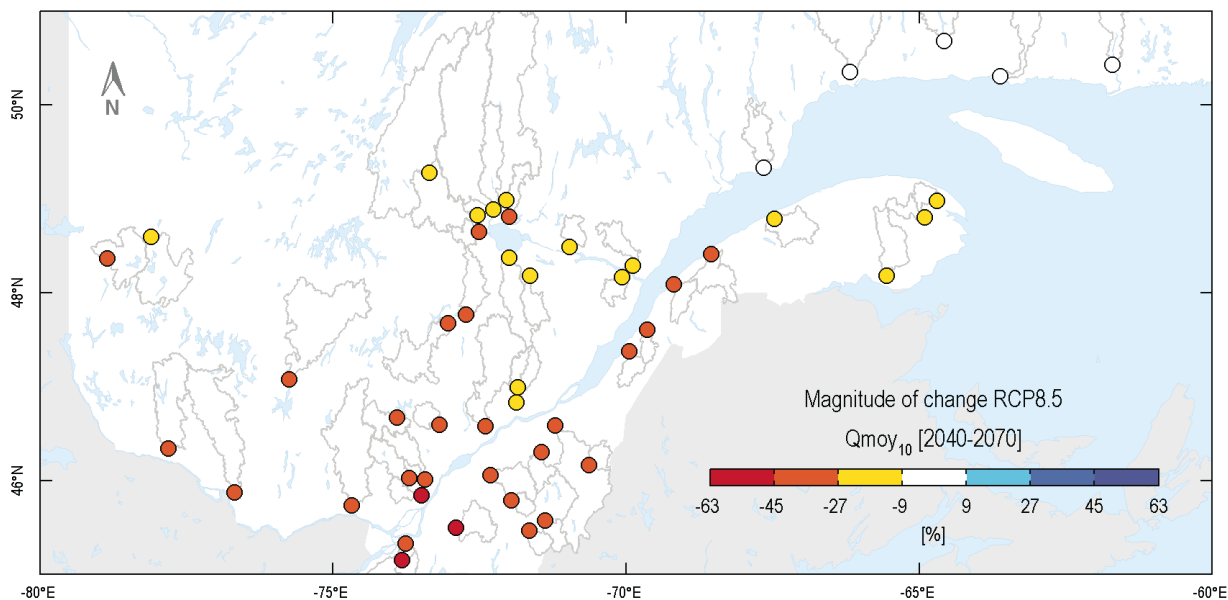 50°N
48°N
46°N
N
Magnitude of change RCP8.5
Qmoy10 [2040-2070]
-63 -45 -27 -9 9 27 45 63
[%]
-80°E -75°E -70°E -65°E -60°E